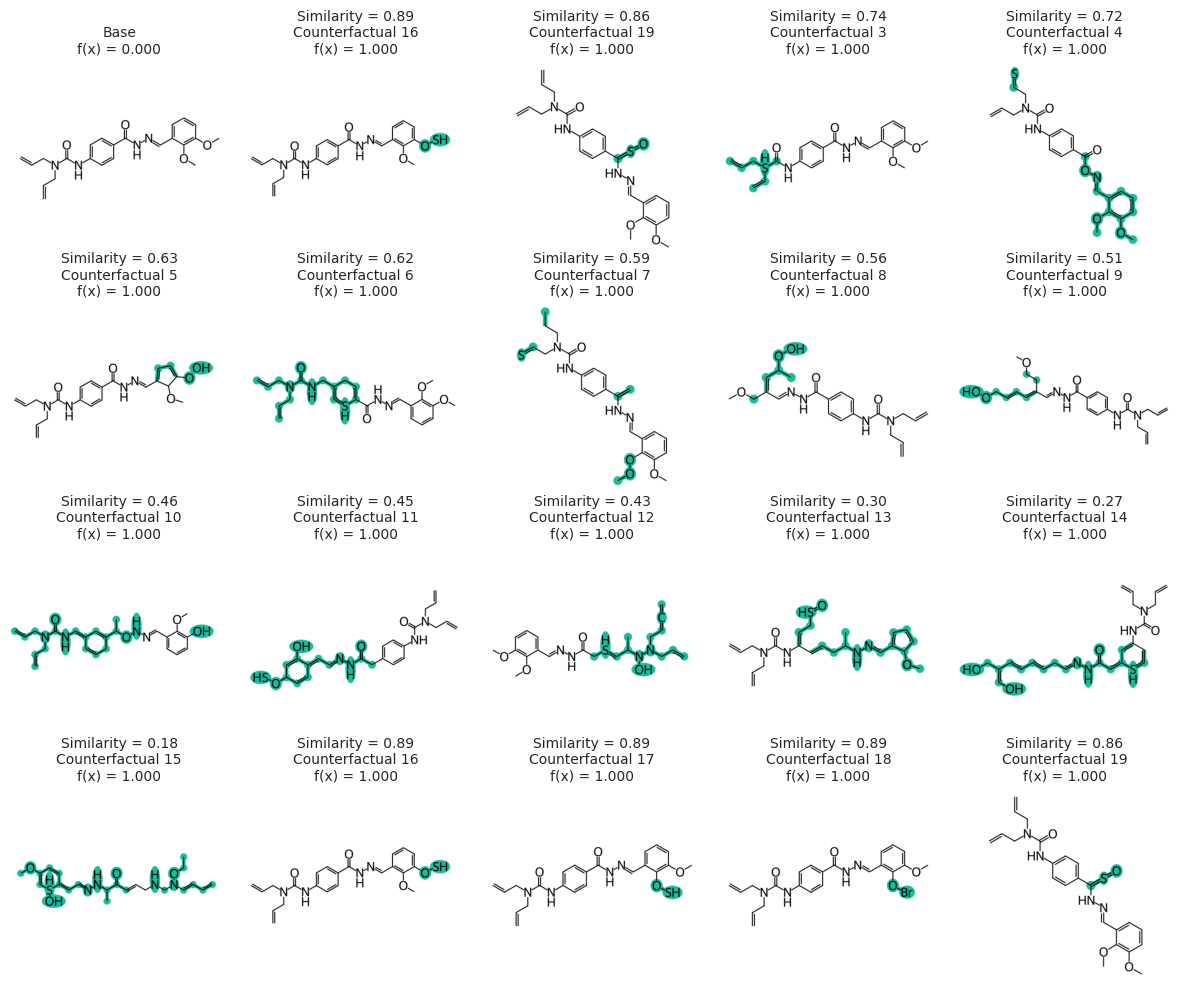 Base
f(x) = 0.000
Similarity = 0.89
Counterfactual 16
f(x) = 1.000
Similarity = 0.86
Counterfactual 19
f(x) = 1.000
Similarity = 0.74
Counterfactual 3
f(x) = 1.000
Similarity = 0.72
Counterfactual 4
f(x) = 1.000
Similarity = 0.63
Counterfactual 5
f(x) = 1.000
Similarity = 0.62
Counterfactual 6
f(x) = 1.000
Similarity = 0.59
Counterfactual 7
f(x) = 1.000
Similarity = 0.56
Counterfactual 8
f(x) = 1.000
Similarity = 0.51
Counterfactual 9
f(x) = 1.000
Similarity = 0.46
Counterfactual 10
f(x) = 1.000
Similarity = 0.45
Counterfactual 11
f(x) = 1.000
Similarity = 0.43
Counterfactual 12
f(x) = 1.000
Similarity = 0.30
Counterfactual 13
f(x) = 1.000
Similarity = 0.27
Counterfactual 14
f(x) = 1.000
Similarity = 0.18
Counterfactual 15
f(x) = 1.000
Similarity = 0.89
Counterfactual 16
f(x) = 1.000
Similarity = 0.89
Counterfactual 17
f(x) = 1.000
Similarity = 0.89
Counterfactual 18
f(x) = 1.000
Similarity = 0.86
Counterfactual 19
f(x) = 1.000